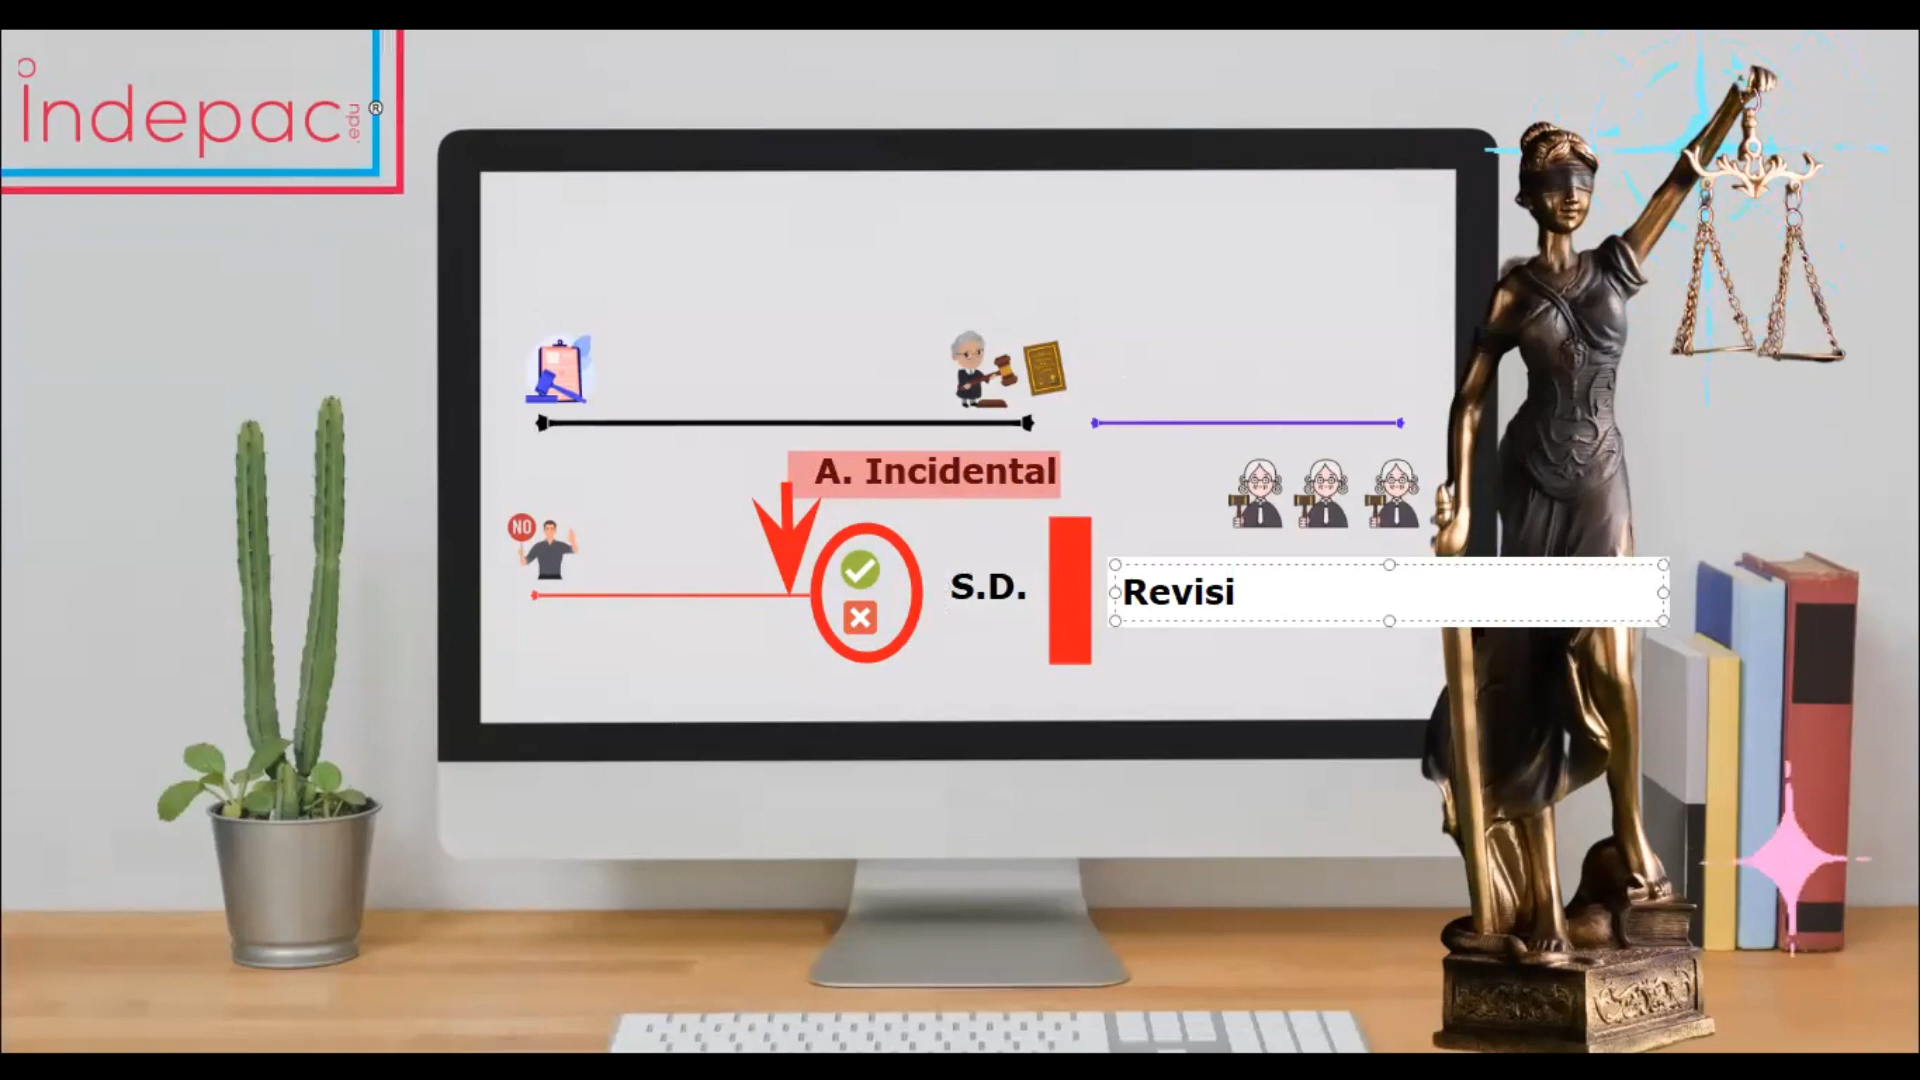 Indepac
.edu
®
A. Incidental
NO
S.D.
Revisi